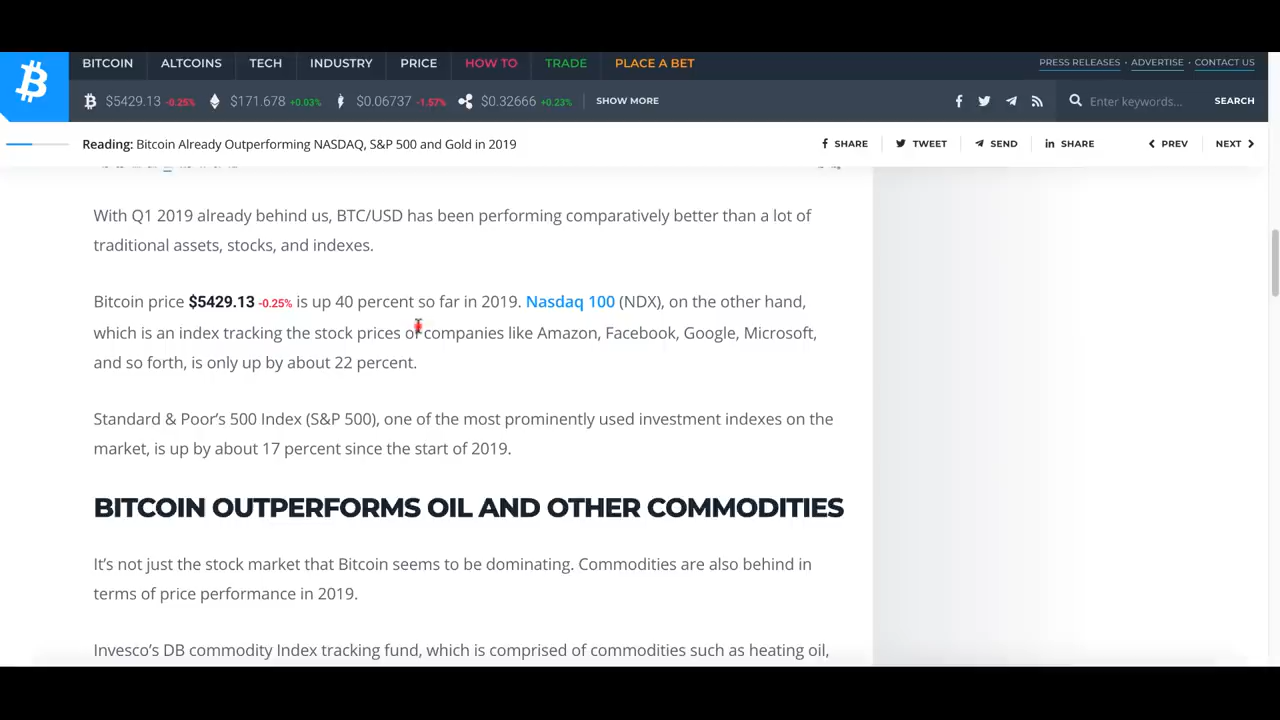 BITCOIN ALTCOINS TECH INDUSTRY PRICE HOW TO TRADE PLACE A BET PRESS RELEASES · ADVERTISE · CONTACT US
$5429.13 -0.25% $171.678 +0.03% $0.06737 -1.57% $0.32666 +0.23% SHOW MORE Enter keywords... SEARCH
Reading: Bitcoin Already Outperforming NASDAQ, S&P 500 and Gold in 2019 SHARE TWEET SEND SHARE PREV NEXT
With Q1 2019 already behind us, BTC/USD has been performing comparatively better than a lot of
traditional assets, stocks, and indexes.
Bitcoin price $5429.13 -0.25% is up 40 percent so far in 2019. Nasdaq 100 (NDX), on the other hand,
which is an index tracking the stock prices of companies like Amazon, Facebook, Google, Microsoft,
and so forth, is only up by about 22 percent.
Standard & Poor’s 500 Index (S&P 500), one of the most prominently used investment indexes on the
market, is up by about 17 percent since the start of 2019.
BITCOIN OUTPERFORMS OIL AND OTHER COMMODITIES
It’s not just the stock market that Bitcoin seems to be dominating. Commodities are also behind in
terms of price performance in 2019.
Invesco’s DB commodity Index tracking fund, which is comprised of commodities such as heating oil,